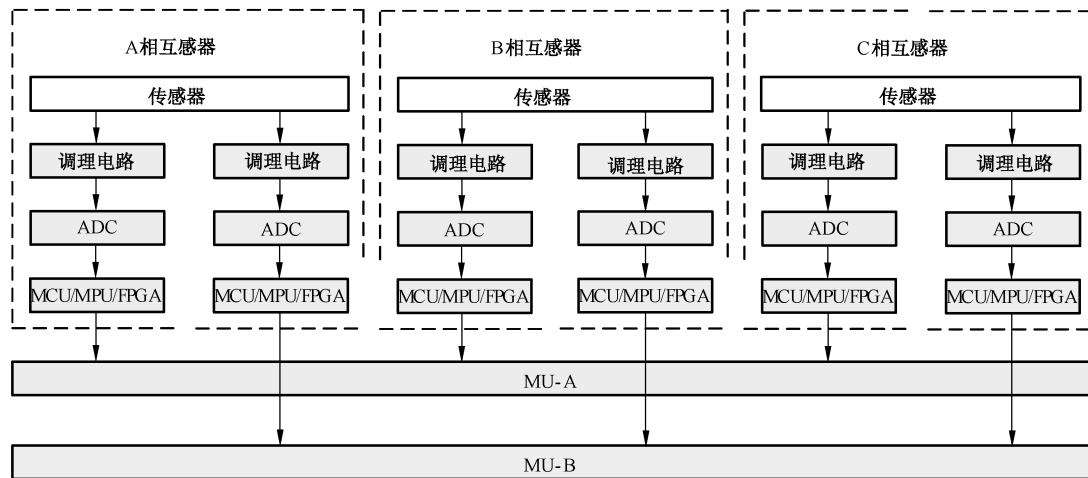 A相互感器 B相互感器 C相互感器
传感器 传感器 传感器
调理电路 调理电路 调理电路 调理电路 调理电路 调理电路
ADC ADC ADC ADC ADC ADC
MCU/MPU/FPGA MCU/MPU/FPGA MCU/MPU/FPGA MCU/MPU/FPGA MCU/MPU/FPGA MCU/MPU/FPGA
MU-A
MU-B